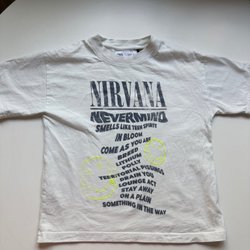 NIRVANA
NEVERMIND
SMELLS LIKE TEEN SPIRIT
IN BLOOM
COME AS YOU ARE
BREED
LITHIUM
POLLY
TERRITORIAL PISSINGS
DRAIN YOU
LOUNGE ACT
STAY AWAY
ON A PLAIN
SOMETHING IN THE WAY